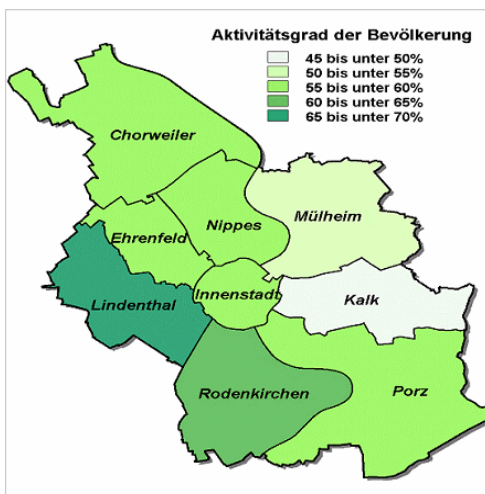 Aktivitätsgrad der Bevölkerung
45 bis unter 50%
50 bis unter 55%
55 bis unter 60%
60 bis unter 65%
65 bis unter 70%
Chorweiler
Nippes
Mülheim
Ehrenfeld
Lindenthal
Innenstadt
Kalk
Rodenkirchen
Porz